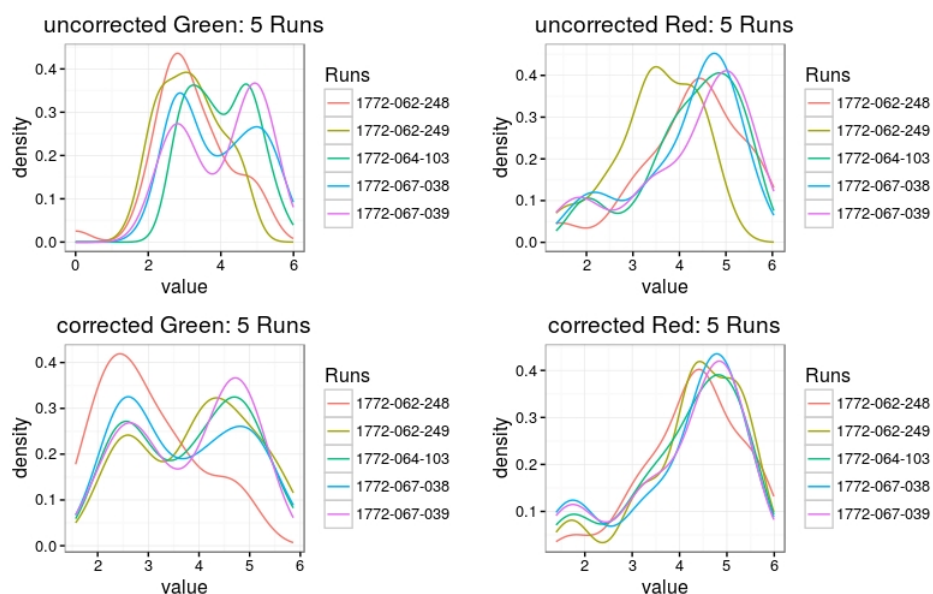 uncorrected Green: 5 Runs
density
0.4
0.3
0.2
0.1
0.0
0 2 4 6
value
Runs
1772-062-248
1772-062-249
1772-064-103
1772-067-038
1772-067-039
uncorrected Red: 5 Runs
density
0.4
0.3
0.2
0.1
0.0
2 3 4 5 6
value
Runs
1772-062-248
1772-062-249
1772-064-103
1772-067-038
1772-067-039
corrected Green: 5 Runs
density
0.4
0.3
0.2
0.1
0.0
2 3 4 5 6
value
Runs
1772-062-248
1772-062-249
1772-064-103
1772-067-038
1772-067-039
corrected Red: 5 Runs
density
0.4
0.3
0.2
0.1
2 3 4 5 6
value
Runs
1772-062-248
1772-062-249
1772-064-103
1772-067-038
1772-067-039